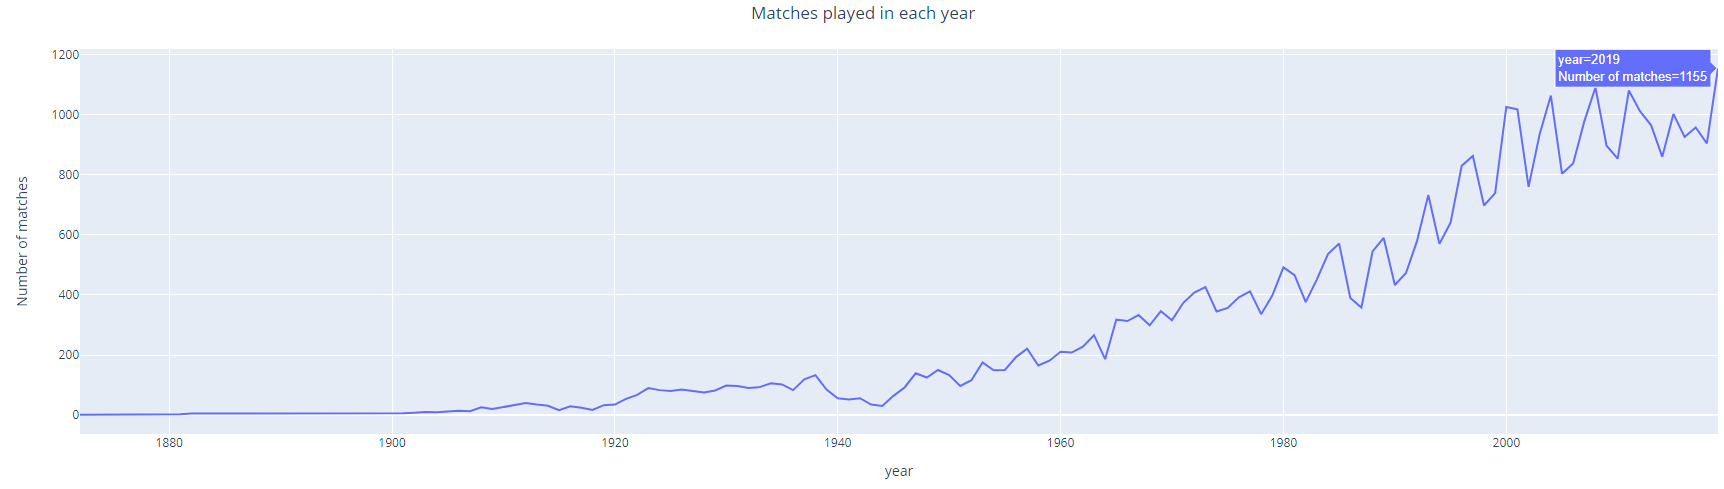 Matches played in each year
year=2019
Number of matches=1155
1200
1000
800
600
400
200
0
Number of matches
1880
1900
1920
1940
1960
1980
2000
year